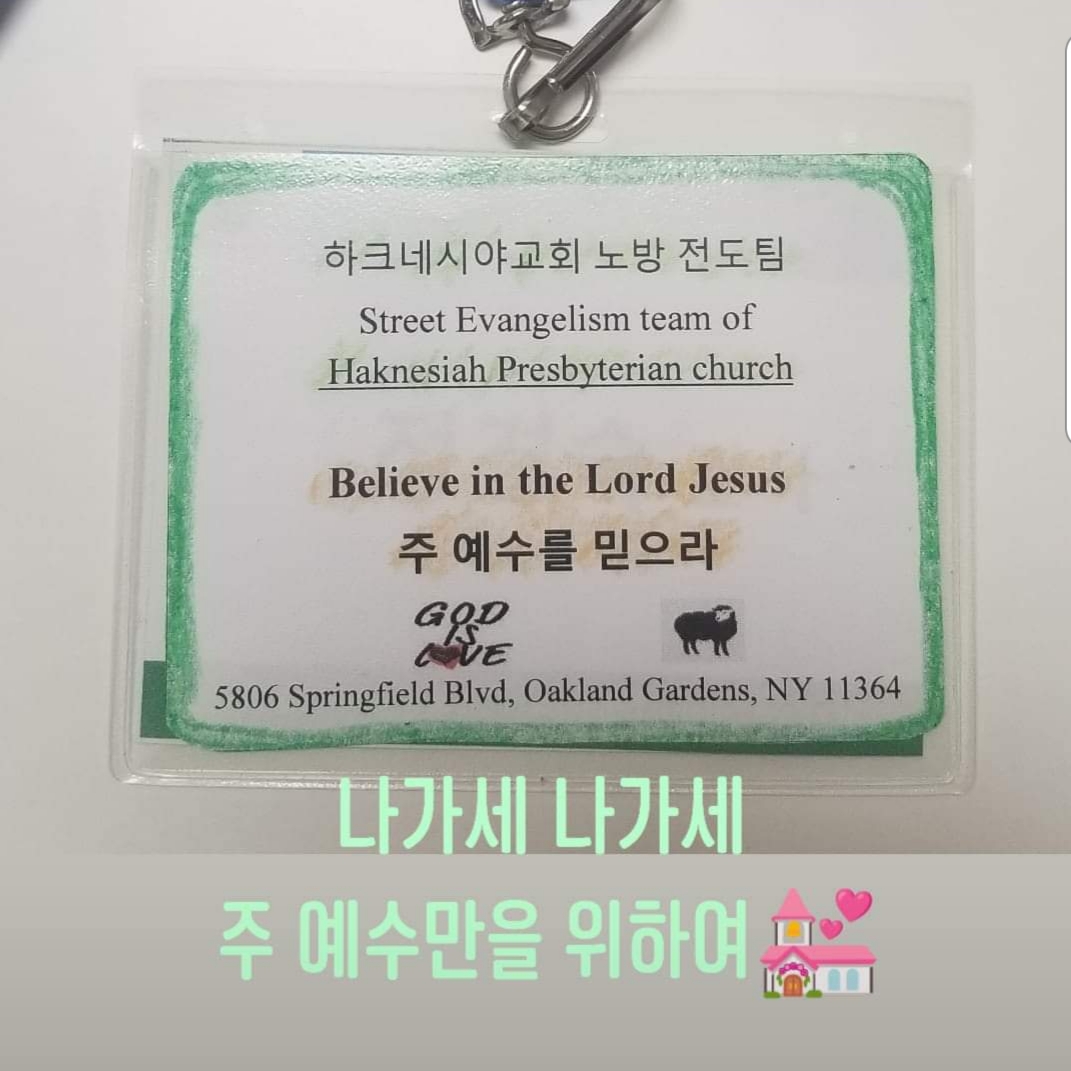 하크네시야교회 노방 전도팀
Street Evangelism team of
Haknesiah Presbyterian church
Believe in the Lord Jesus
주 예수를 믿으라
GOD
IS
LOVE
5806 Springfield Blvd, Oakland Gardens, NY 11364
나가세 나가세
주 예수만을 위하여